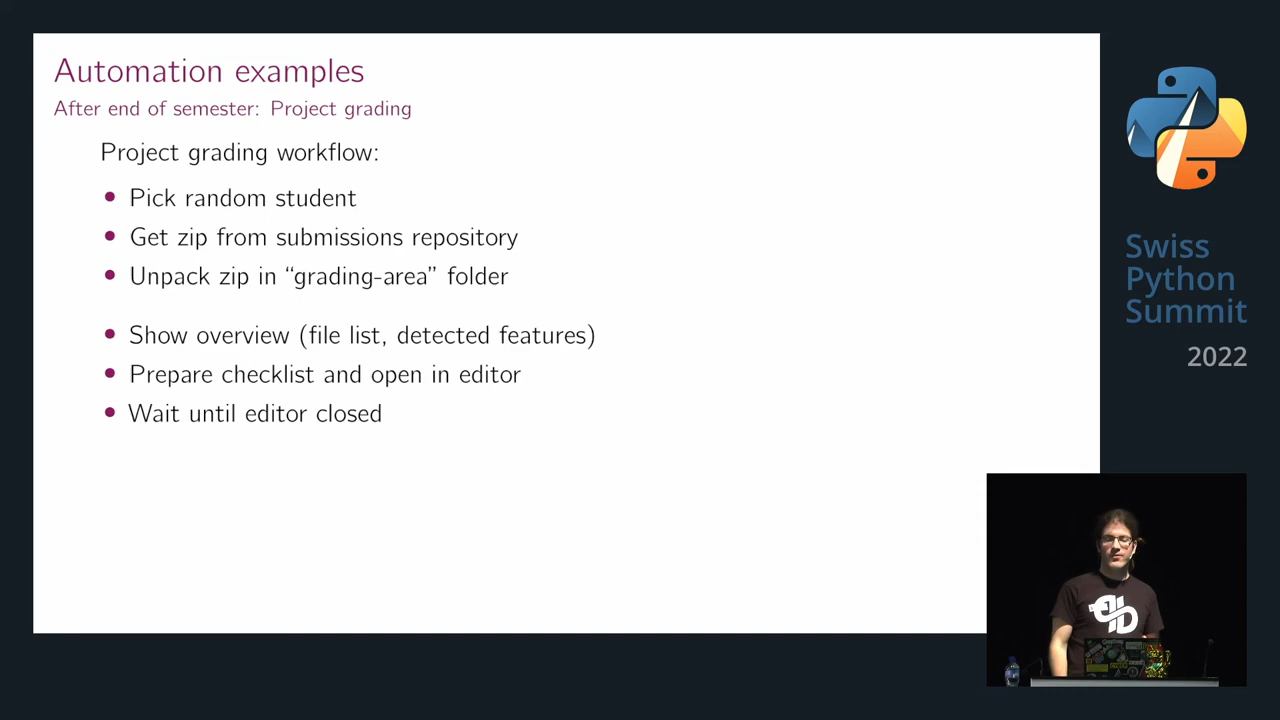 Automation examples
After end of semester: Project grading
Project grading workflow:
• Pick random student
• Get zip from submissions repository
• Unpack zip in “grading-area” folder
• Show overview (file list, detected features)
• Prepare checklist and open in editor
• Wait until editor closed
Swiss
Python
Summit
2022